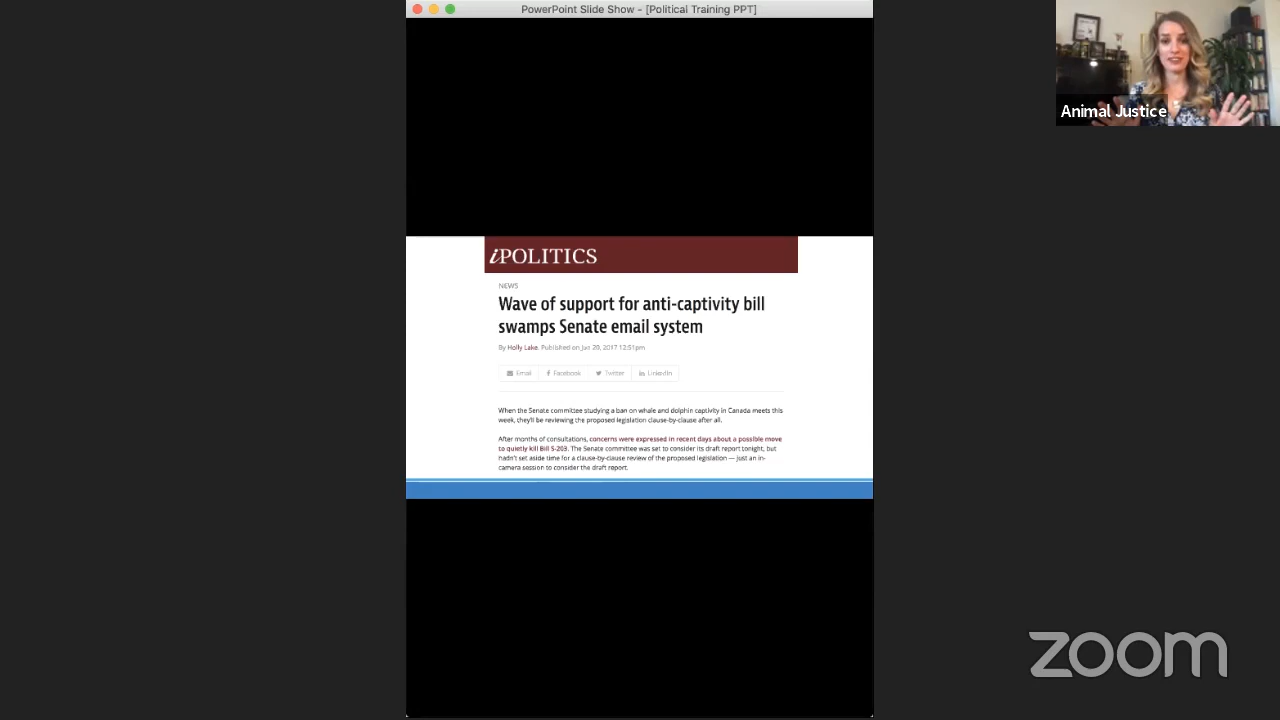 PowerPoint Slide Show - [Political Training PPT]
Animal Justice
iPOLITICS
NEWS
Wave of support for anti-captivity bill
swamps Senate email system
By Holly Lake. Published on Jun 20, 2017 12:51pm
Email
Facebook
Twitter
LinkedIn
When the Senate committee studying a ban on whale and dolphin captivity in Canada meets this
week, they'll be reviewing the proposed legislation clause-by-clause after all.
After months of consultations, concerns were expressed in recent days about a possible move
to quietly kill Bill S-203. The Senate committee was set to consider its draft report tonight, but
hadn't set aside time for a clause-by-clause review of the proposed legislation — just an in-
camera session to consider the draft report.
zoom